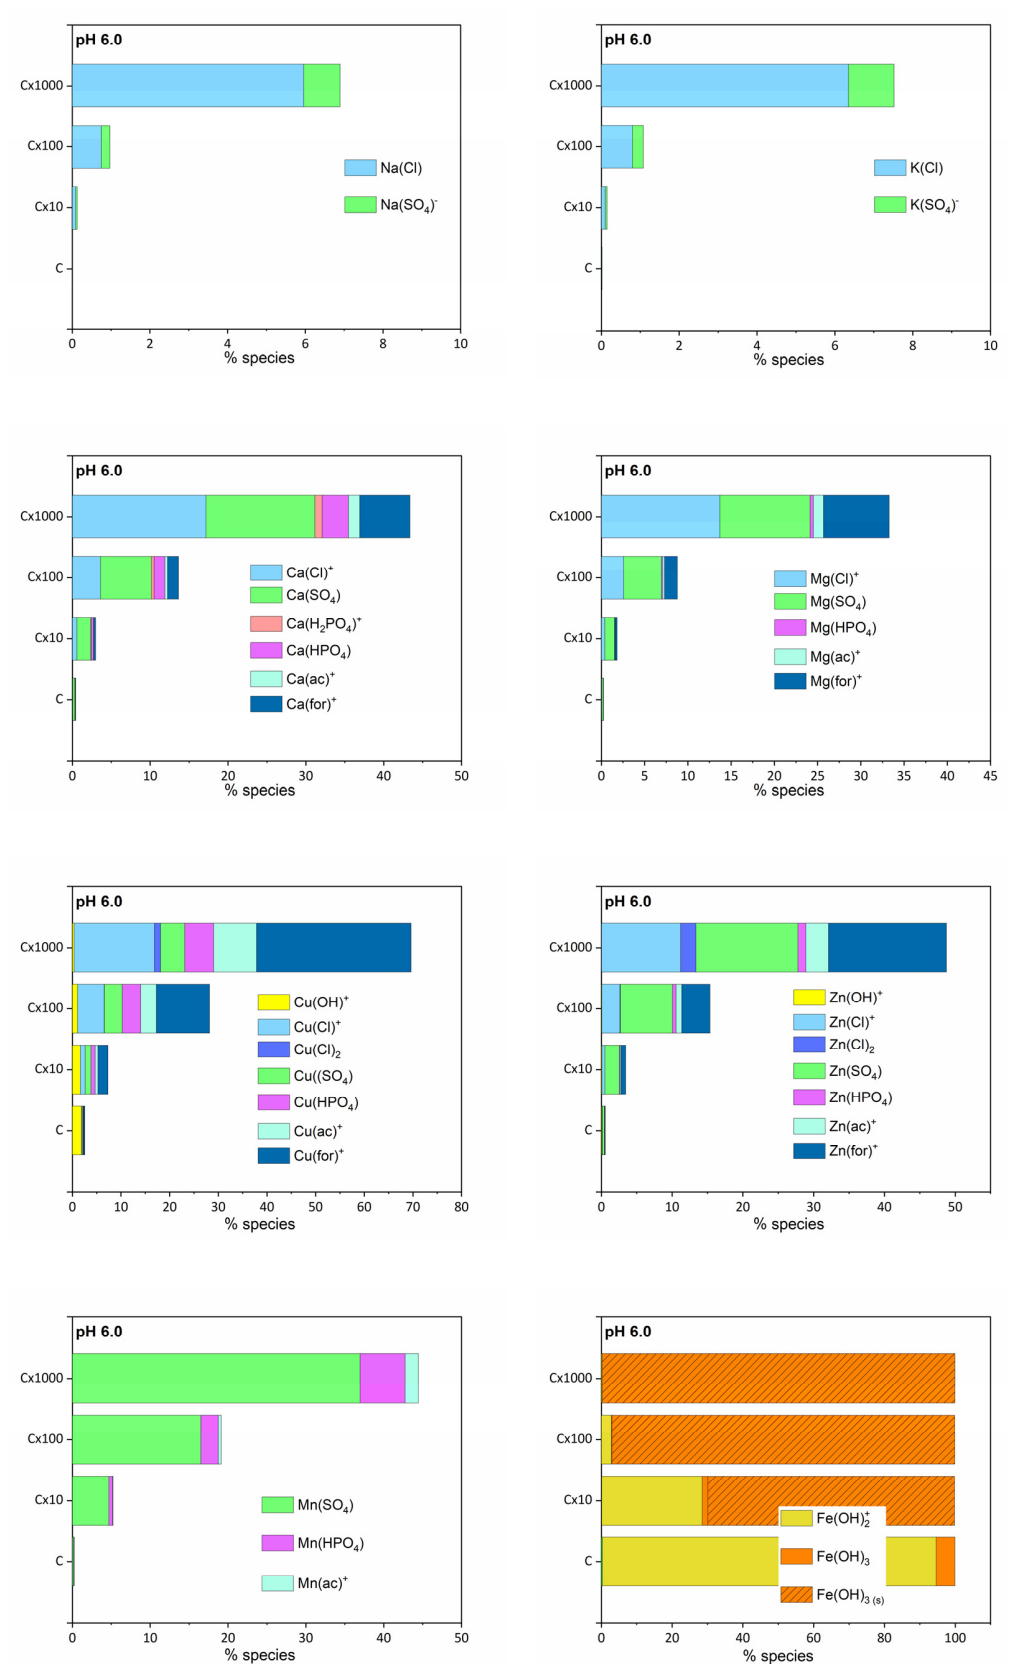 pH 6.0
Cx1000
Cx100
Cx10
C
Na(Cl)
Na(SO₄)⁻
0 2 4 6 8 10
% species
pH 6.0
Cx1000
Cx100
Cx10
C
K(Cl)
K(SO₄)⁻
0 2 4 6 8 10
% species
pH 6.0
Cx1000
Cx100
Cx10
C
Ca(Cl)⁺
Ca(SO₄)
Ca(H₂PO₄)⁺
Ca(HPO₄)
Ca(ac)⁺
Ca(for)⁺
0 10 20 30 40 50
% species
pH 6.0
Cx1000
Cx100
Cx10
C
Mg(Cl)⁺
Mg(SO₄)
Mg(HPO₄)
Mg(ac)⁺
Mg(for)⁺
0 5 10 15 20 25 30 35 40 45
% species
pH 6.0
Cx1000
Cx100
Cx10
C
Cu(OH)⁺
Cu(Cl)⁺
Cu(Cl)₂
Cu((SO₄)
Cu(HPO₄)
Cu(ac)⁺
Cu(for)⁺
0 10 20 30 40 50 60 70 80
% species
pH 6.0
Cx1000
Cx100
Cx10
C
Zn(OH)⁺
Zn(Cl)⁺
Zn(Cl)₂
Zn(SO₄)
Zn(HPO₄)
Zn(ac)⁺
Zn(for)⁺
0 10 20 30 40 50
% species
pH 6.0
Cx1000
Cx100
Cx10
C
Mn(SO₄)
Mn(HPO₄)
Mn(ac)⁺
0 10 20 30 40 50
% species
pH 6.0
Cx1000
Cx100
Cx10
C
Fe(OH)₂⁺
Fe(OH)₃
Fe(OH)₃ (s)
0 20 40 60 80 100
% species